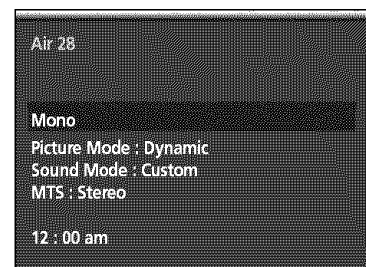 Air 28
Mono
Picture Mode : Dynamic
Sound Mode : Custom
MTS : Stereo
12 : 00 am